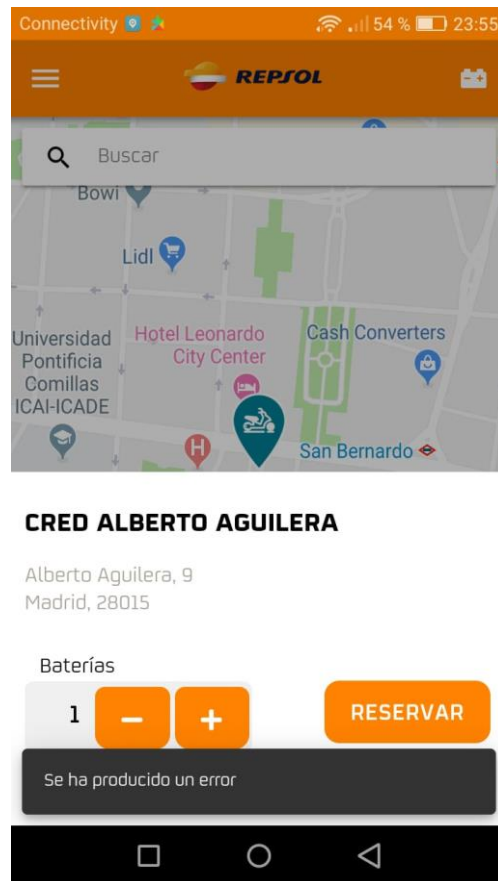 Connectivity 54 % 23:55
REPSOL
Buscar
Bowi
Lidl
Universidad
Pontificia
Comillas
ICAI-ICADE
Hotel Leonardo
City Center
H
Cash Converters
San Bernardo
CRED ALBERTO AGUILERA
Alberto Aguilera, 9
Madrid, 28015
Baterías
1 − +
RESERVAR
Se ha producido un error